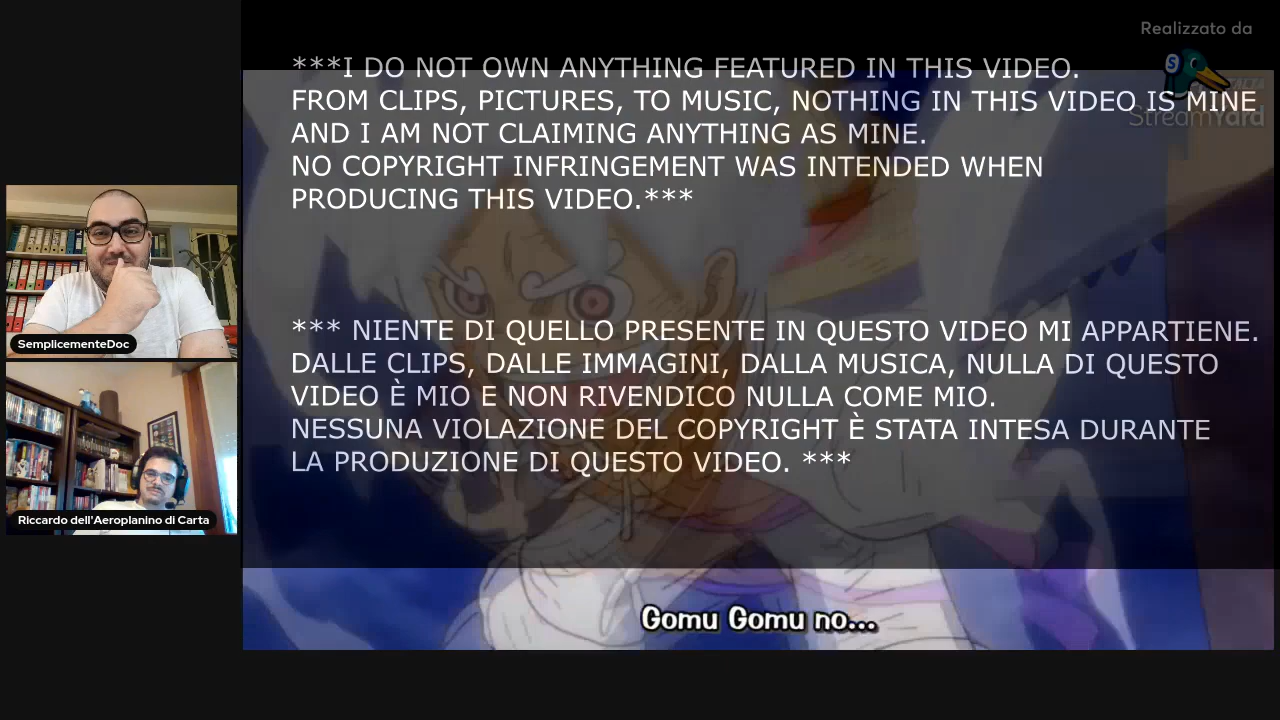 Realizzato da
StreamYard
***I DO NOT OWN ANYTHING FEATURED IN THIS VIDEO.
FROM CLIPS, PICTURES, TO MUSIC, NOTHING IN THIS VIDEO IS MINE
AND I AM NOT CLAIMING ANYTHING AS MINE.
NO COPYRIGHT INFRINGEMENT WAS INTENDED WHEN
PRODUCING THIS VIDEO.***
*** NIENTE DI QUELLO PRESENTE IN QUESTO VIDEO MI APPARTIENE.
DALLE CLIPS, DALLE IMMAGINI, DALLA MUSICA, NULLA DI QUESTO
VIDEO È MIO E NON RIVENDICO NULLA COME MIO.
NESSUNA VIOLAZIONE DEL COPYRIGHT È STATA INTESA DURANTE
LA PRODUZIONE DI QUESTO VIDEO. ***
SemplicementeDoc
Riccardo dell'Aeroplanino di Carta
Gomu Gomu no...